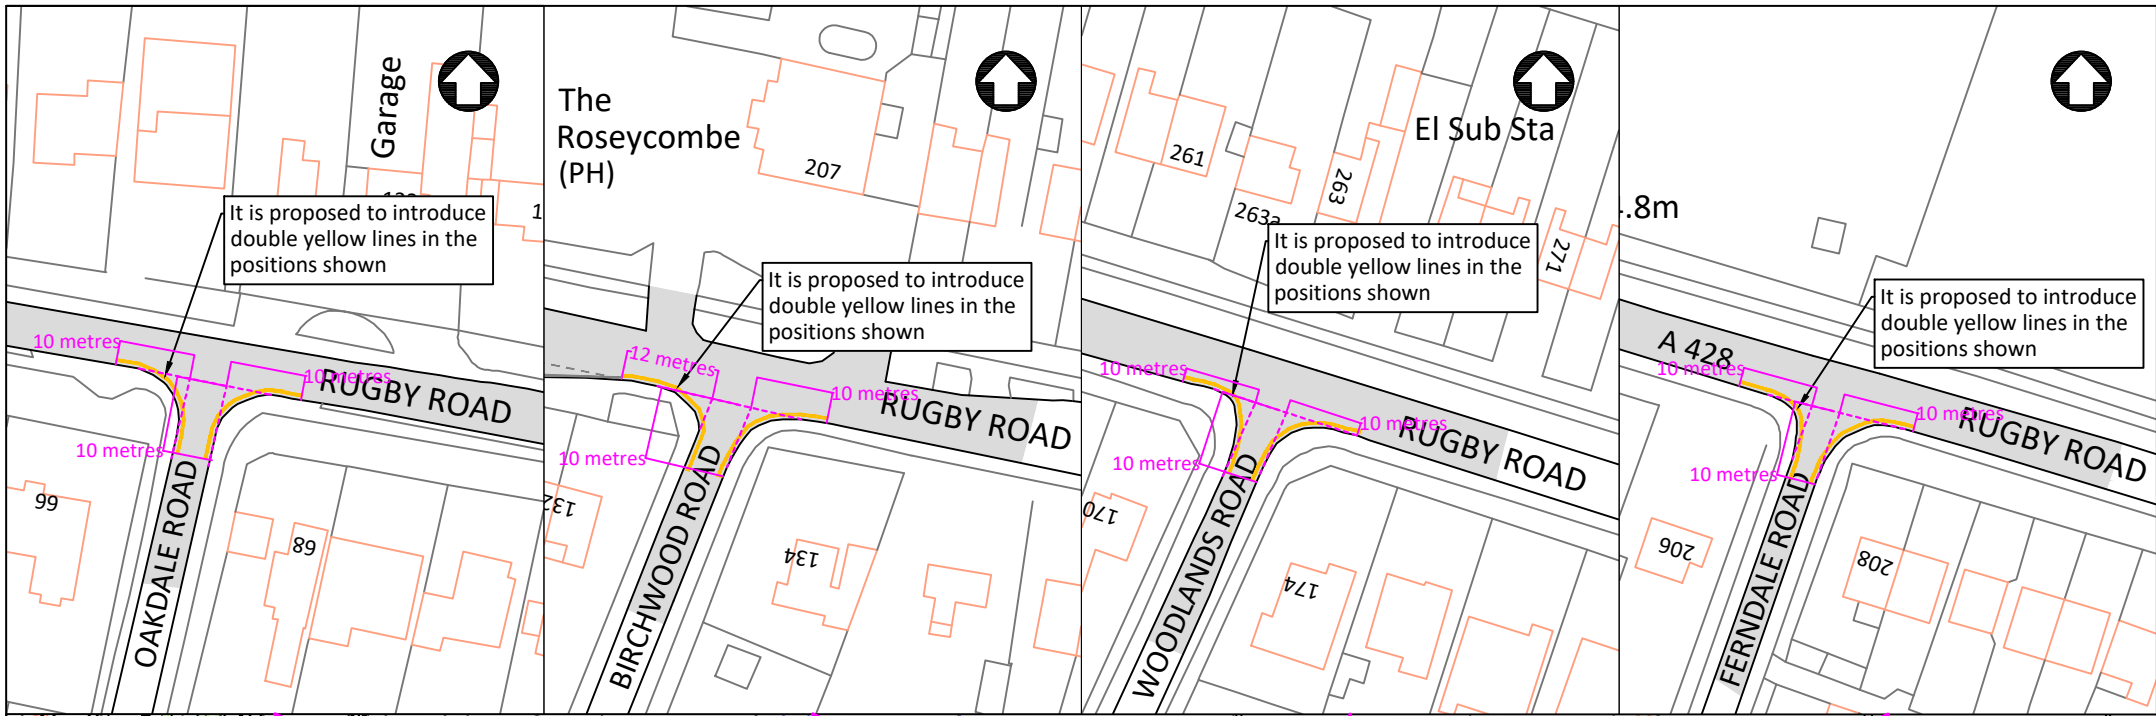 Garage
It is proposed to introduce
double yellow lines in the
positions shown
10 metres
10 metres
RUGBY ROAD
10 metres
OAKDALE ROAD
66
68
The
Roseycombe
(PH)
207
It is proposed to introduce
double yellow lines in the
positions shown
12 metres
10 metres
RUGBY ROAD
10 metres
BIRCHWOOD ROAD
132
134
261
263a
263
El Sub Sta
271
It is proposed to introduce
double yellow lines in the
positions shown
10 metres
10 metres
RUGBY ROAD
10 metres
WOODLANDS ROAD
170
174
.8m
It is proposed to introduce
double yellow lines in the
positions shown
A 428
10 metres
10 metres
RUGBY ROAD
10 metres
FERNDALE ROAD
206
208